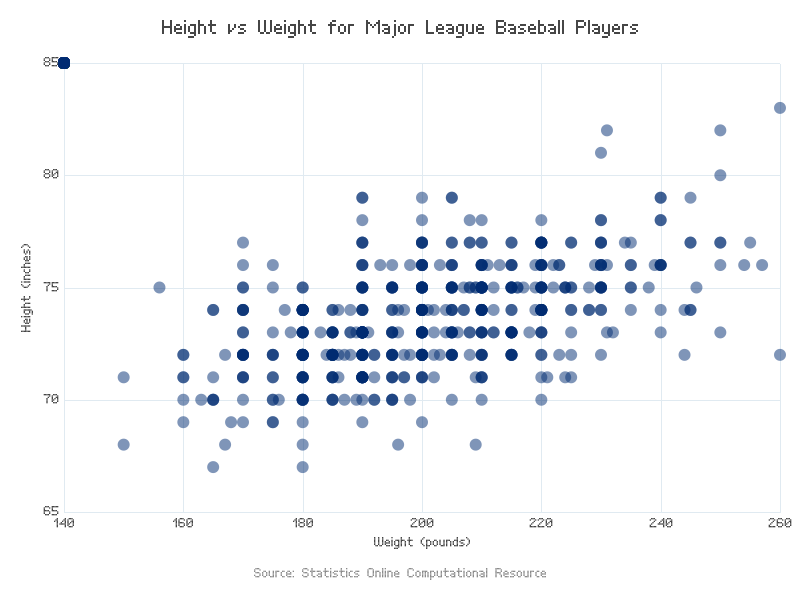 Height vs Weight for Major League Baseball Players
85
80
75
70
65
Height (inches)
140 160 180 200 220 240 260
Weight (pounds)
Source: Statistics Online Computational Resource